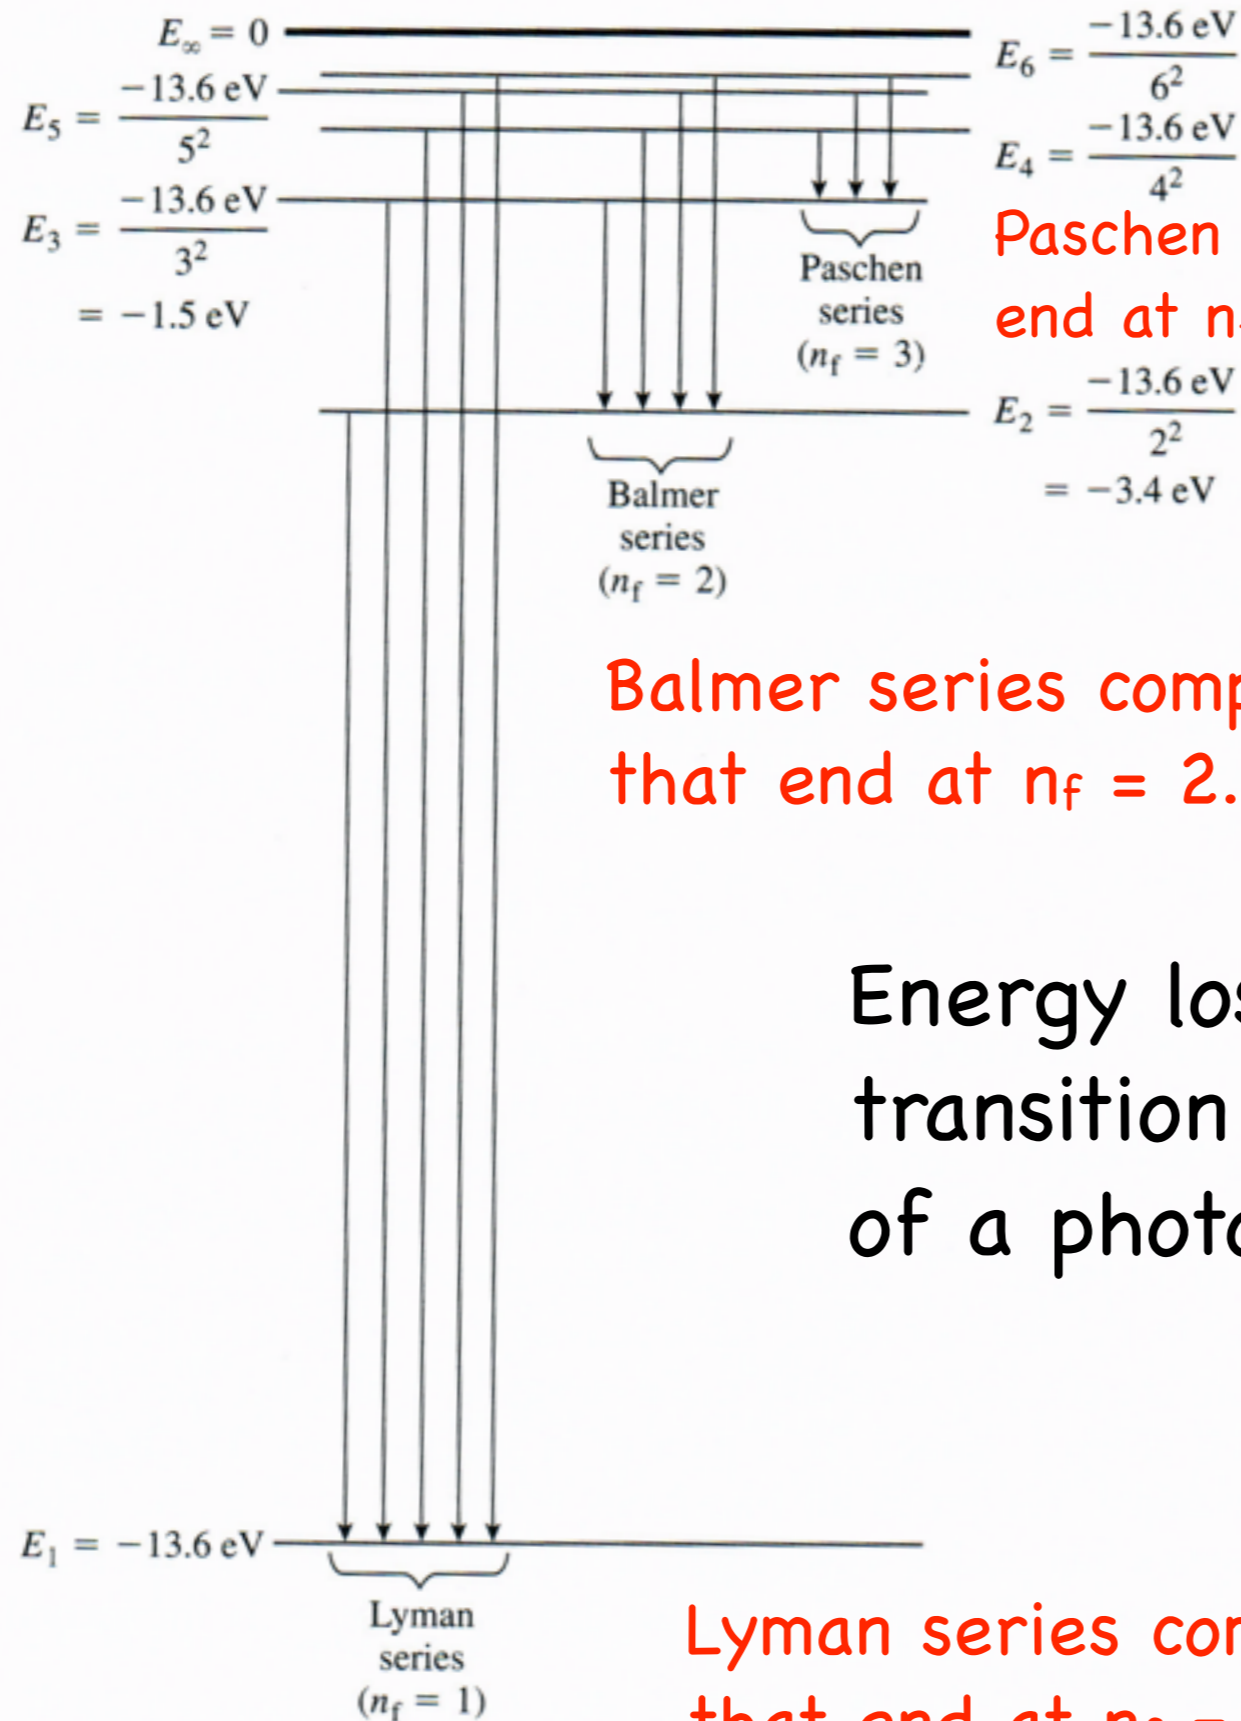 E∞ = 0
E5 = −13.6 eV / 5²
E3 = −13.6 eV / 3²
= −1.5 eV
E6 = −13.6 eV / 6²
E4 = −13.6 eV / 4²
Paschen
end at
Paschen
series
(nf = 3)
E2 = −13.6 eV / 2²
= −3.4 eV
Balmer
series
(nf = 2)
Balmer series
that end at nf = 2.
Energy
transition
of a
E1 = −13.6 eV
Lyman
series
(nf = 1)
Lyman series
that end at